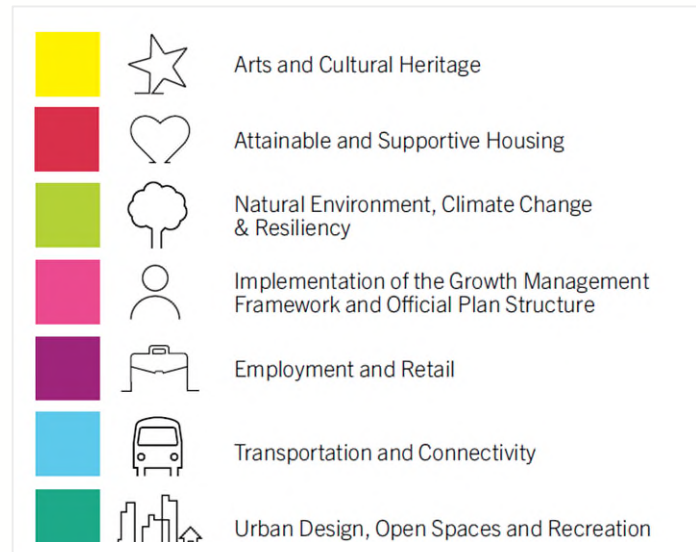 Arts and Cultural Heritage
Attainable and Supportive Housing
Natural Environment, Climate Change
& Resiliency
Implementation of the Growth Management
Framework and Official Plan Structure
Employment and Retail
Transportation and Connectivity
Urban Design, Open Spaces and Recreation